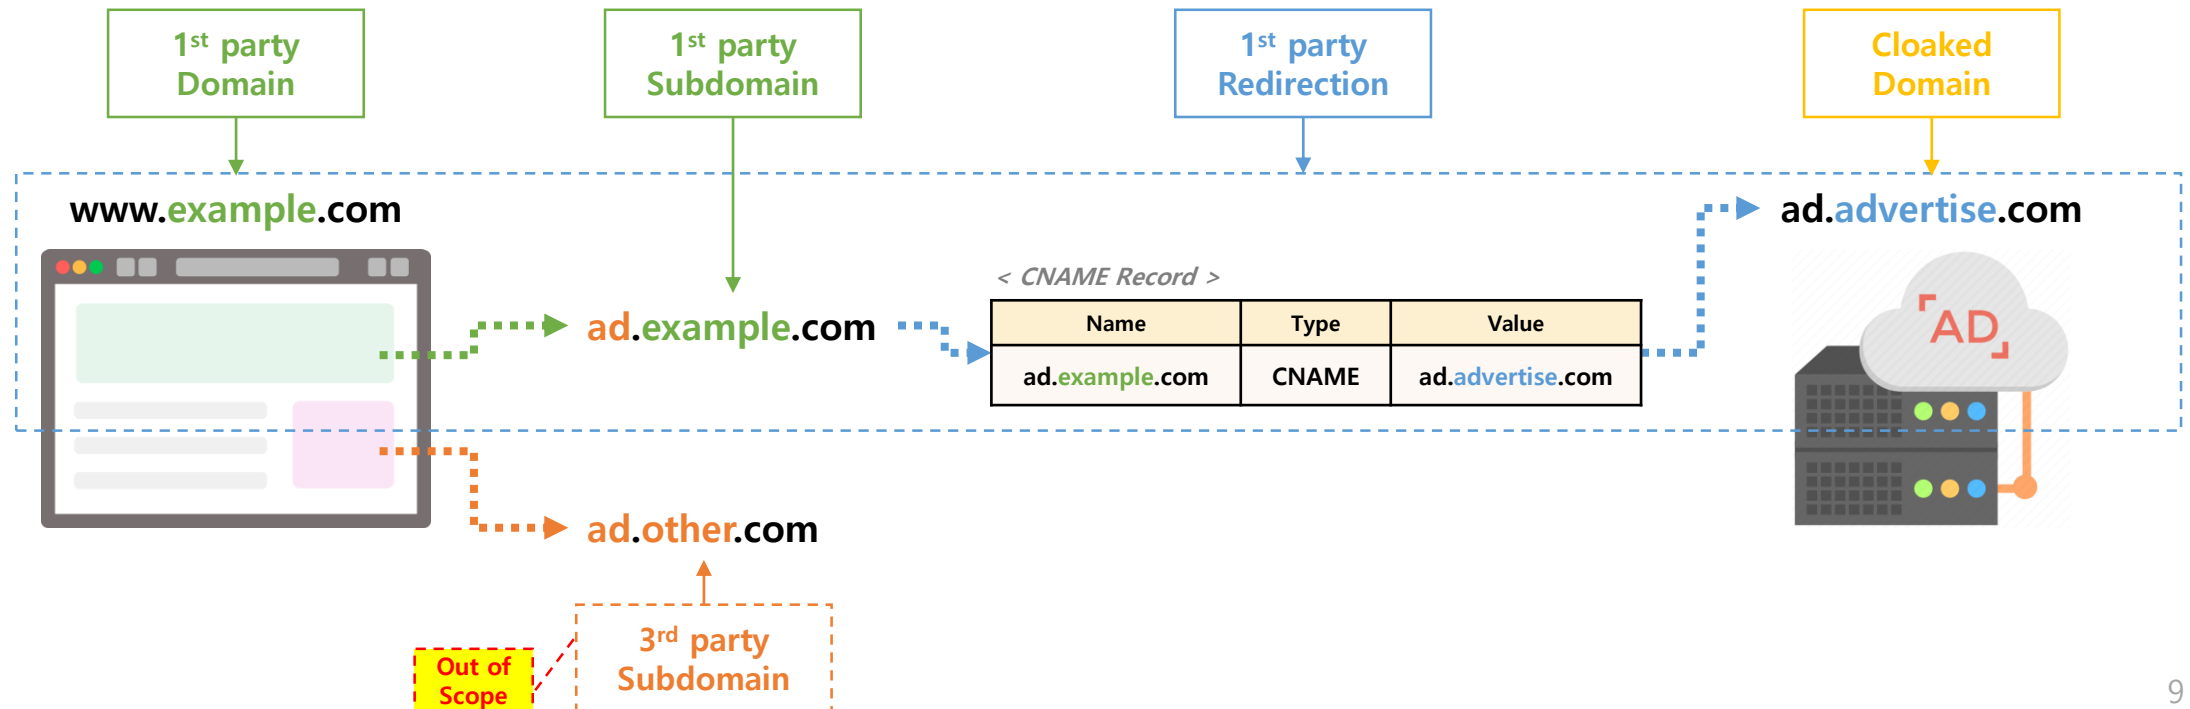 1st party
Domain
1st party
Subdomain
1st party
Redirection
Cloaked
Domain
www.example.com
ad.advertise.com
< CNAME Record >
Name Type Value
ad.example.com CNAME ad.advertise.com
ad.example.com
AD
ad.other.com
3rd party
Subdomain
Out of
Scope
9